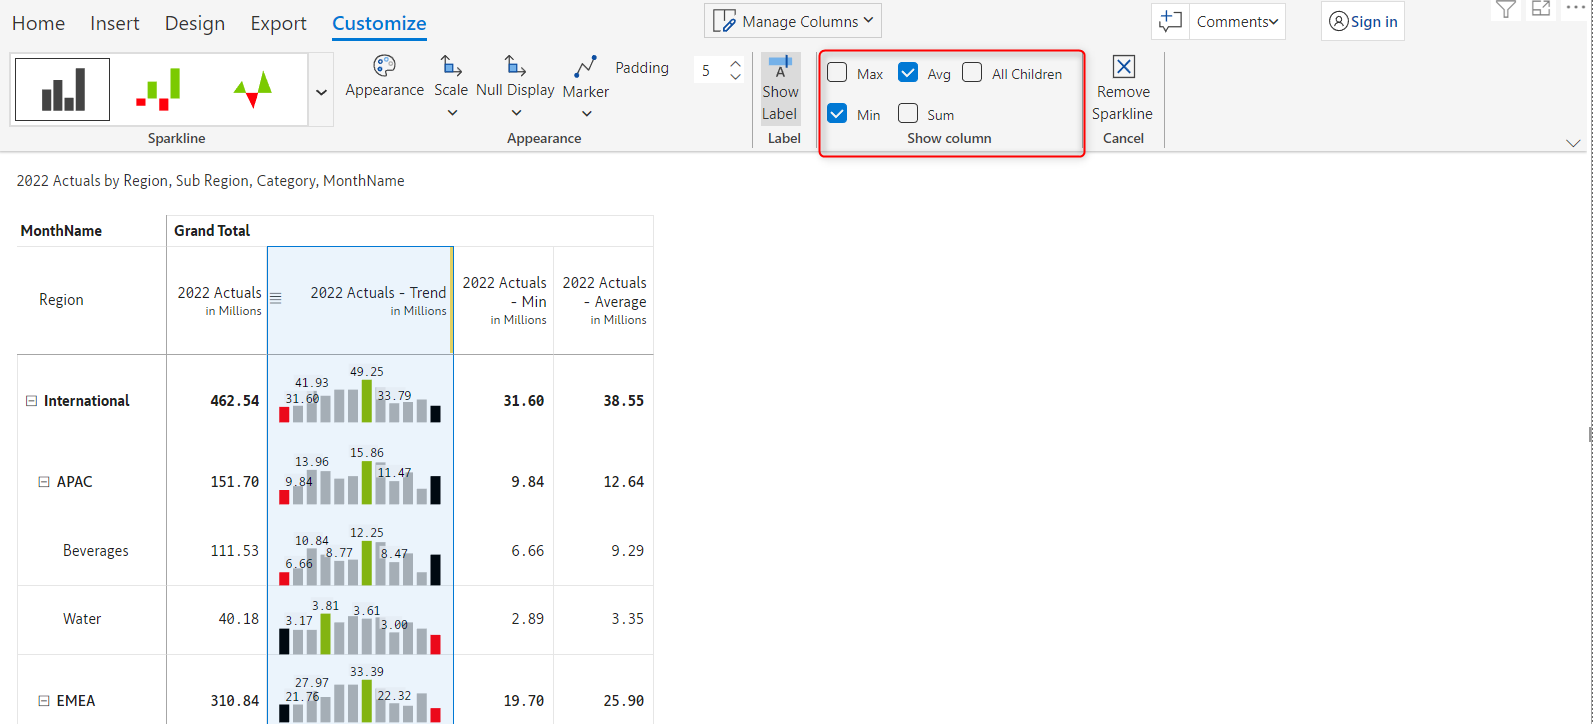 Home Insert Design Export Customize
Manage Columns
Comments
Sign in
Appearance Scale Null Display Marker
Padding 5
Show Label
Max Avg All Children
Min Sum
Remove Sparkline
Sparkline Appearance Label Show column Cancel
2022 Actuals by Region, Sub Region, Category, MonthName
MonthName Grand Total
Region
2022 Actuals in Millions
2022 Actuals - Trend in Millions
2022 Actuals - Min in Millions
2022 Actuals - Average in Millions
49.25
41.93
31.60 33.79
International 462.54 31.60 38.55
15.86
13.96
11.47
9.84
APAC 151.70 9.84 12.64
12.25
10.84
8.77 8.47
6.66
Beverages 111.53 6.66 9.29
3.81
3.61
3.17 3.00
Water 40.18 2.89 3.35
33.39
27.97
21.76 22.32
EMEA 310.84 19.70 25.90